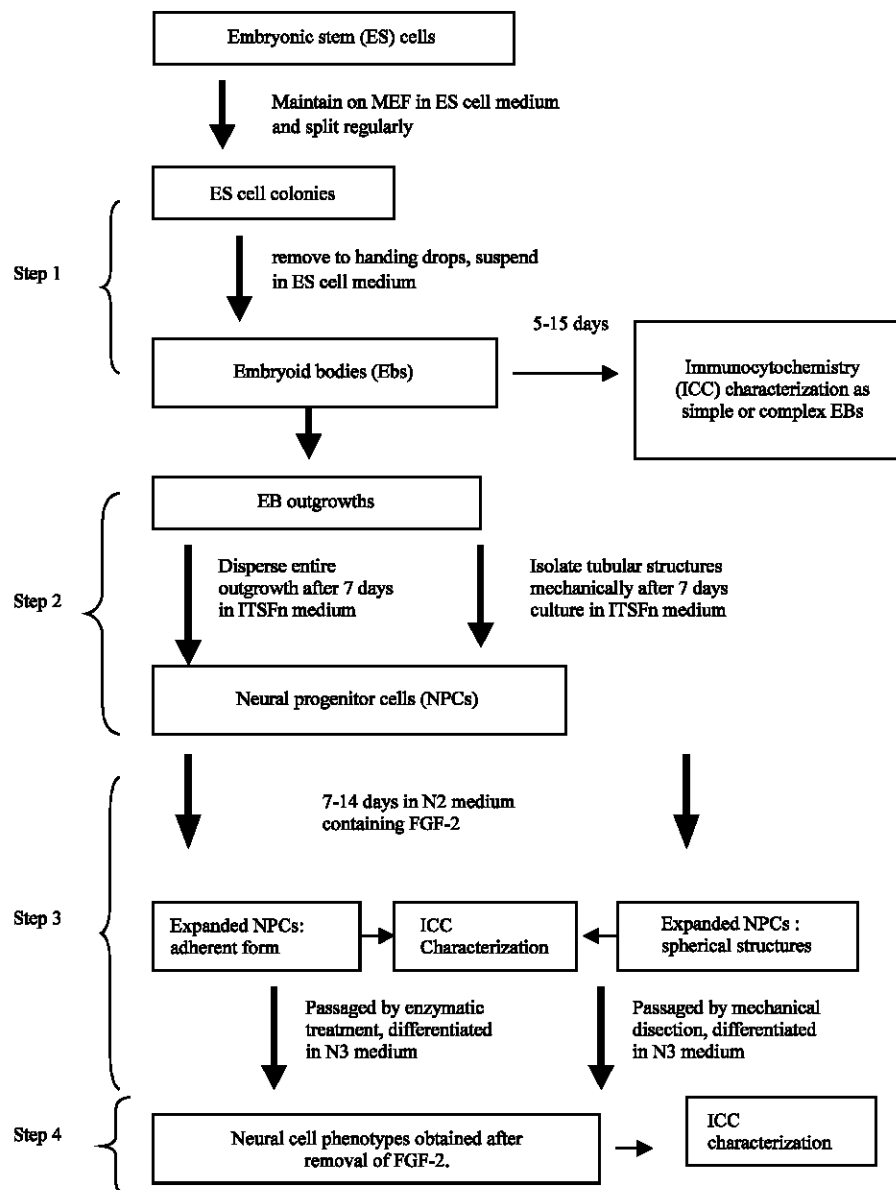 Embryonic stem (ES) cells
Maintain on MEF in ES cell medium
and split regularly
ES cell colonies
Step 1
remove to handing drops, suspend
in ES cell medium
5-15 days
Embryoid bodies (Ebs)
Immunocytochemistry
(ICC) characterization as
simple or complex EBs
EB outgrowths
Step 2
Disperse entire
outgrowth after 7 days
in ITSFn medium
Isolate tubular structures
mechanically after 7 days
culture in ITSFn medium
Neural progenitor cells (NPCs)
7-14 days in N2 medium
containing FGF-2
Step 3
Expanded NPCs:
adherent form
ICC
Characterization
Expanded NPCs :
spherical structures
Passaged by enzymatic
treatment, differentiated
in N3 medium
Passaged by mechanical
disection, differentiated
in N3 medium
Step 4
Neural cell phenotypes obtained after
removal of FGF-2.
ICC
characterization